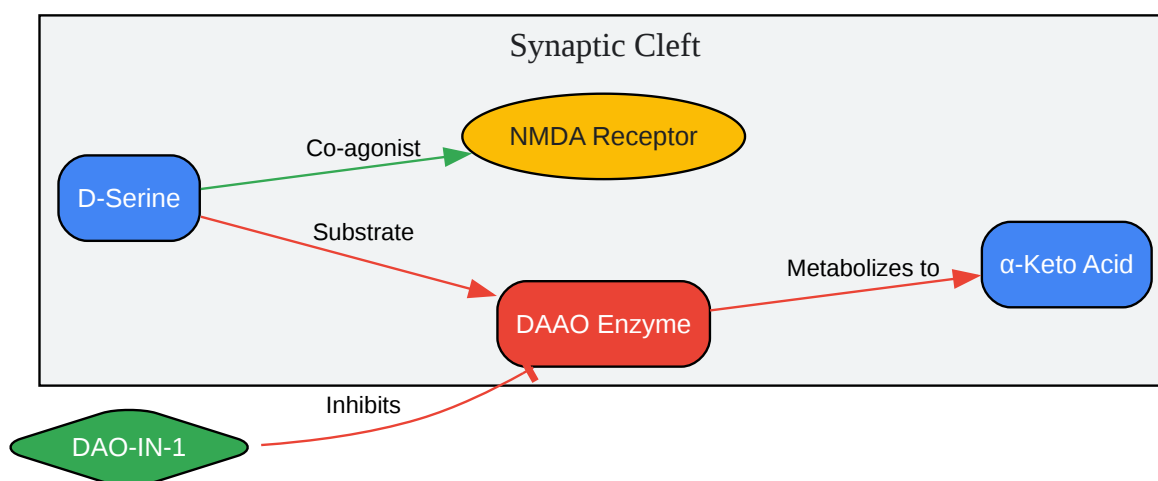 Synaptic Cleft
NMDA Receptor
Co-agonist
D-Serine
Substrate
α-Keto Acid
Metabolizes to
DAAO Enzyme
Inhibits
DAO-IN-1